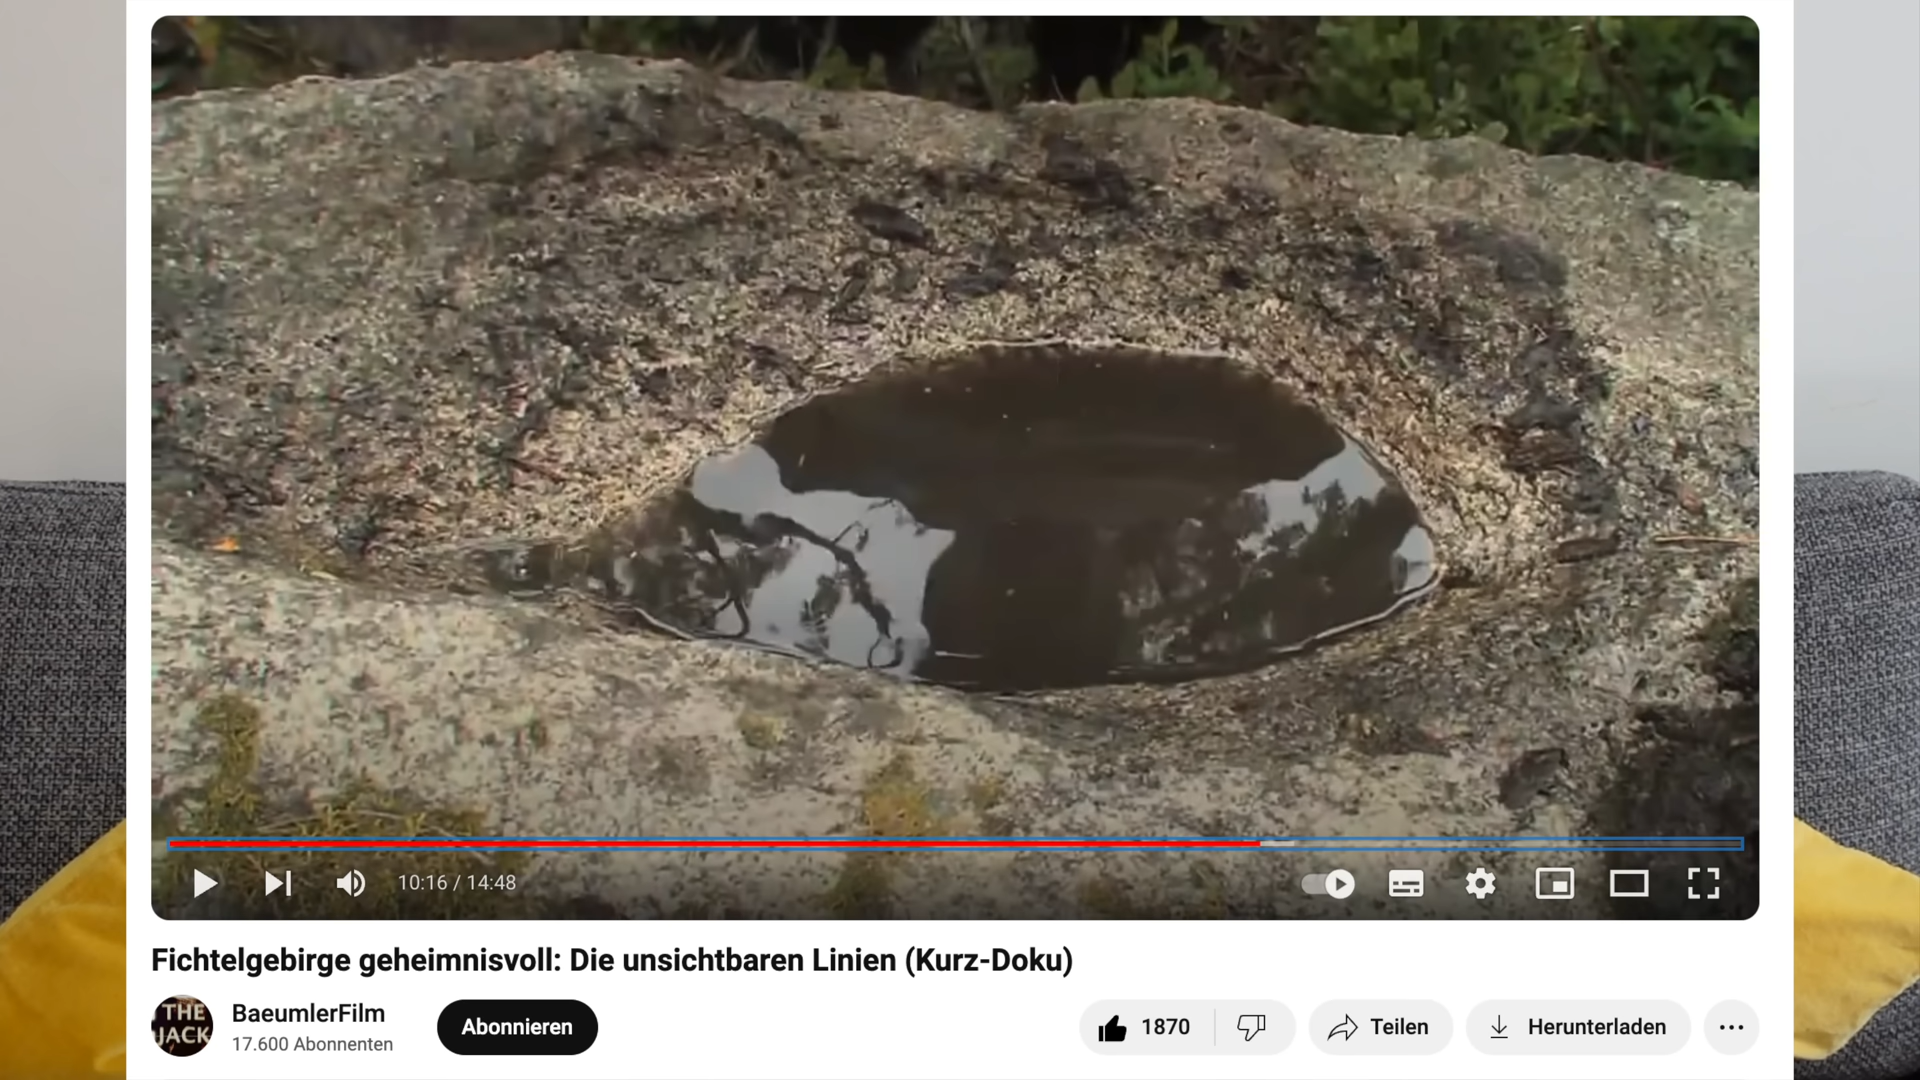 10:16 / 14:48
Fichtelgebirge geheimnisvoll: Die unsichtbaren Linien (Kurz-Doku)
THE
JACK
BaeumlerFilm
17.600 Abonnenten
Abonnieren
1870
Teilen
Herunterladen